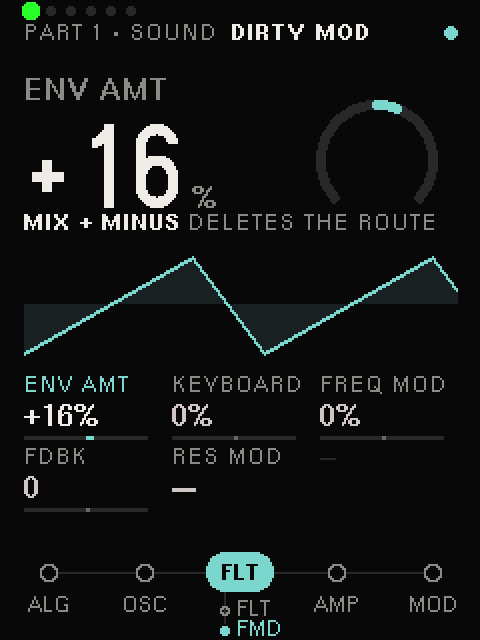 PART 1 · SOUND DIRTY MOD
ENV AMT
+16 %
MIX + MINUS DELETES THE ROUTE
ENV AMT KEYBOARD FREQ MOD
+16% 0% 0%
FDBK RES MOD —
0 —
ALG OSC FLT AMP MOD
FLT
FMD